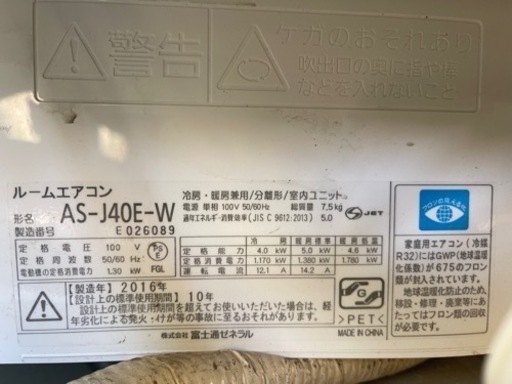 警告
ケガのおそれあり
吹出口の奥に指や棒
などを入れないこと
ルームエアコン
形名 AS-J40E-W
製造番号 E 026089
冷房・暖房兼用/分離形/室内ユニット
電源 単相 100V 50/60Hz 総質量 7.5kg
通年エネルギー消費効率(JIS C 9612-2013) 5.0
JET
定格電圧 100 V
定格周波数 50/60 Hz
電動機の定格消費電力 1.30 kW
PSE
FGL
冷房 暖房標準
定格能力 4.0 kW 5.0 kW 4.6 kW
定格消費電力 1.170 kW 1.380 kW 1.780 kW
運転電流 12.1 A 14.2 A
【製造年】2016年
【設計上の標準使用期間】10年
設計上の標準使用期間を超えてお使いいただいた場合は、経
年劣化による発火・けが等の事故に至るおそれがあります。
>PET<
MADE IN CHINA
株式会社 富士通ゼネラル
フロンの見える化
家庭用エアコン(冷媒
R32)にはGWP(地球温暖
化係数)が675のフロン
類が封入されています。
地球温暖化防止のため、
移設・修理・廃棄等にあ
たってはフロン類の回収
が必要です。